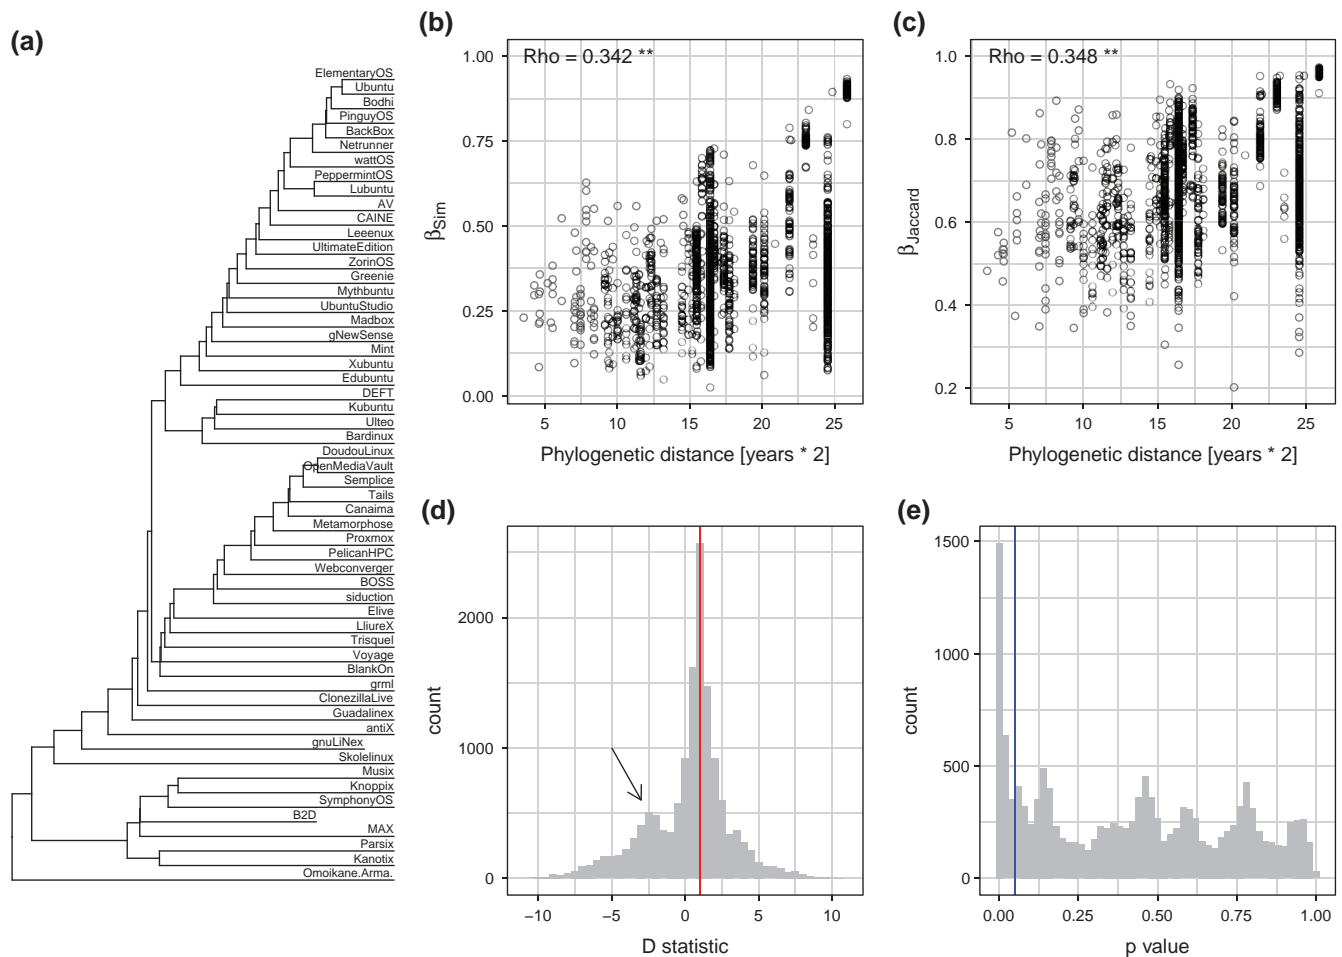 (a)
ElementaryOS
Ubuntu
Bodhi
PinguyOS
BackBox
Netrunner
wattOS
PeppermintOS
Lubuntu
AV
CAINE
Leeenux
UltimateEdition
ZorinOS
Greenie
Mythbuntu
UbuntuStudio
Madbox
gNewSense
Mint
Xubuntu
Edubuntu
DEFT
Kubuntu
Ulteo
Bardinux
DoudouLinux
OpenMediaVault
Semplice
Tails
Canaima
Metamorphose
Proxmox
PelicanHPC
Webconverger
BOSS
siduction
Elive
LliureX
Trisquel
Voyage
BlankOn
grml
ClonezillaLive
Guadalinex
antiX
gnuLiNex
Skolelinux
Musix
Knoppix
SymphonyOS
B2D
MAX
Parsix
Kanotix
Omoikane.Arma.
(b)
Rho = 0.342 **
βSim
1.00
0.75
0.50
0.25
0.00
5 10 15 20 25
Phylogenetic distance [years * 2]
(c)
Rho = 0.348 **
βJaccard
1.0
0.8
0.6
0.4
0.2
5 10 15 20 25
Phylogenetic distance [years * 2]
(d)
count
2000
1000
0
−10 −5 0 5 10
D statistic
(e)
count
1500
1000
500
0
0.00 0.25 0.50 0.75 1.00
p value